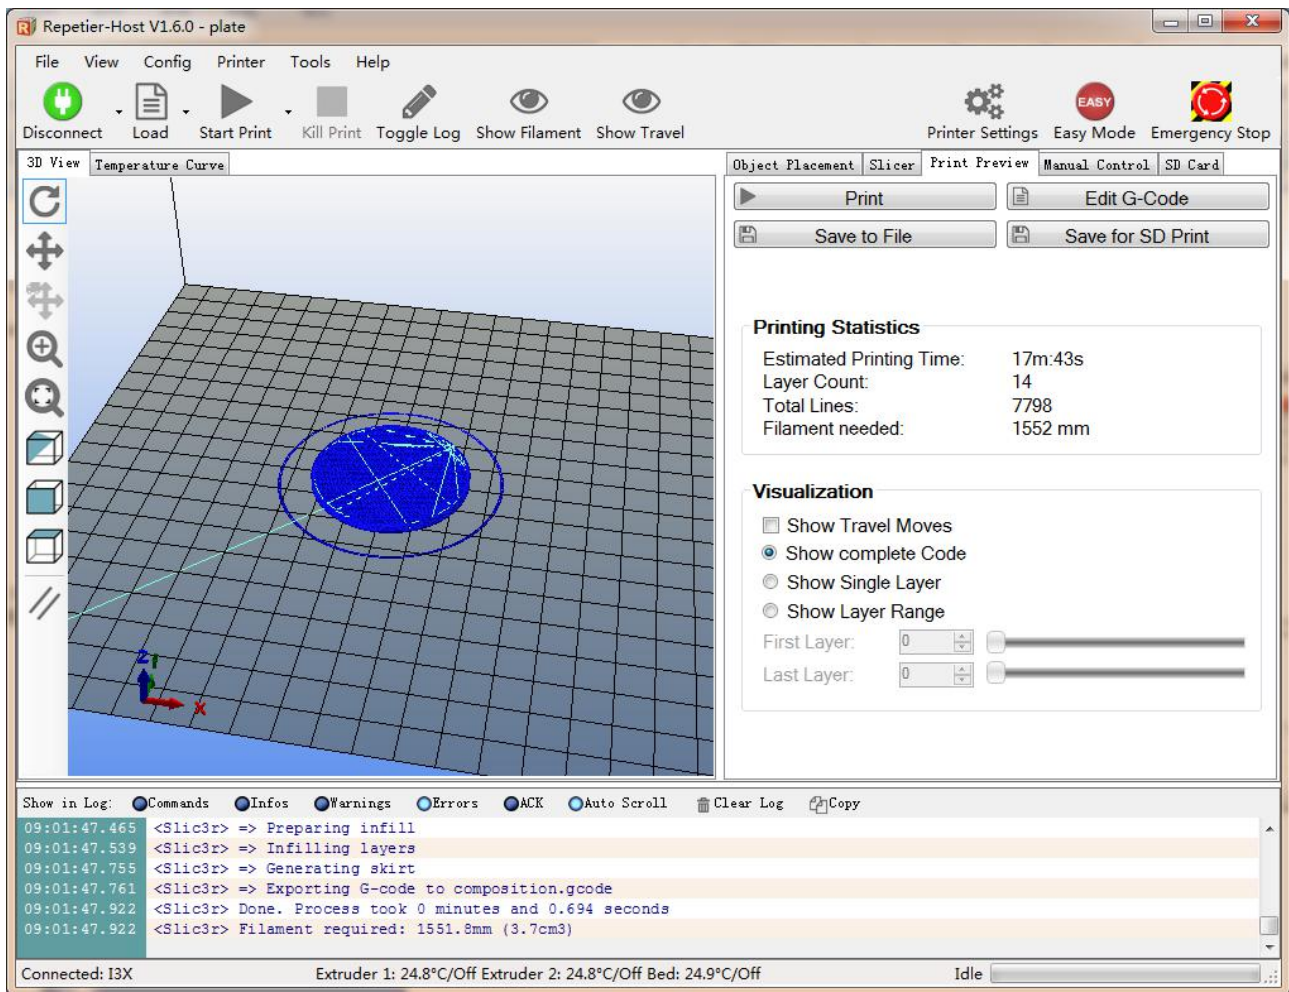 Repetier-Host V1.6.0 - plate
File View Config Printer Tools Help
EASY
Disconnect Load Start Print Kill Print Toggle Log Show Filament Show Travel Printer Settings Easy Mode Emergency Stop
3D View Temperature Curve
Object Placement Slicer Print Preview Manual Control SD Card
Print Edit G-Code
Save to File Save for SD Print
Printing Statistics
Estimated Printing Time: 17m:43s
Layer Count: 14
Total Lines: 7798
Filament needed: 1552 mm
Visualization
Show Travel Moves
Show complete Code
Show Single Layer
Show Layer Range
First Layer: 0
Last Layer: 0
Z
X
Show in Log: Commands Infos Warnings Errors ACK Auto Scroll Clear Log Copy
09:01:47.465 <Slic3r> => Preparing infill
09:01:47.539 <Slic3r> => Infilling layers
09:01:47.755 <Slic3r> => Generating skirt
09:01:47.761 <Slic3r> => Exporting G-code to composition.gcode
09:01:47.922 <Slic3r> Done. Process took 0 minutes and 0.694 seconds
09:01:47.922 <Slic3r> Filament required: 1551.8mm (3.7cm3)
Connected: I3X Extruder 1: 24.8°C/Off Extruder 2: 24.8°C/Off Bed: 24.9°C/Off Idle